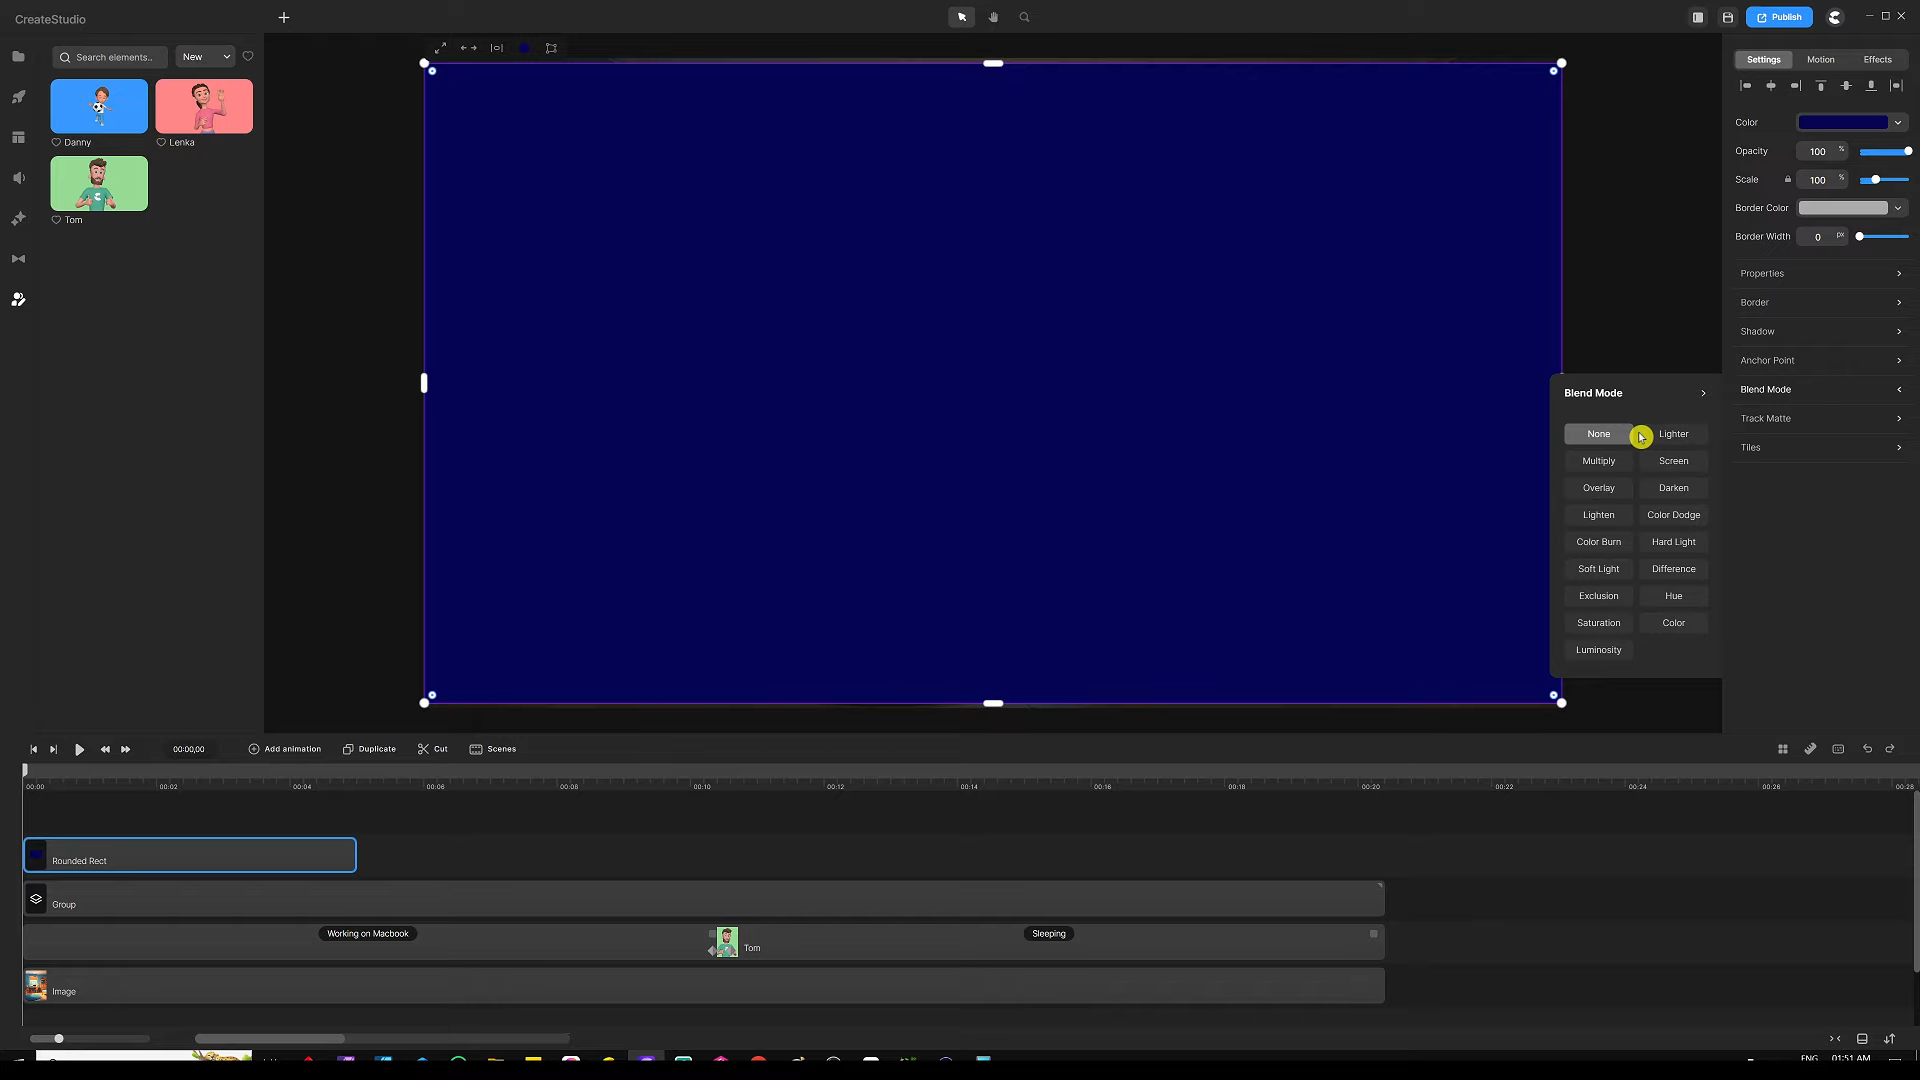 CreateStudio
Publish
Search elements..
New
Danny
Lenka
Tom
Settings Motion Effects
Color
Opacity 100 %
Scale 100 %
Border Color
Border Width 0 px
Properties
Border
Shadow
Anchor Point
Blend Mode
Track Matte
Tiles
Blend Mode
None Lighter
Multiply Screen
Overlay Darken
Lighten Color Dodge
Color Burn Hard Light
Soft Light Difference
Exclusion Hue
Saturation Color
Luminosity
00:00,00 Add animation Duplicate Cut Scenes
00:00 00:02 00:04 00:06 00:08 00:10 00:12 00:14 00:16 00:18 00:20 00:22 00:24 00:26 00:28
Rounded Rect
Group
Working on Macbook Tom Sleeping
Image
ENG 01:51 AM